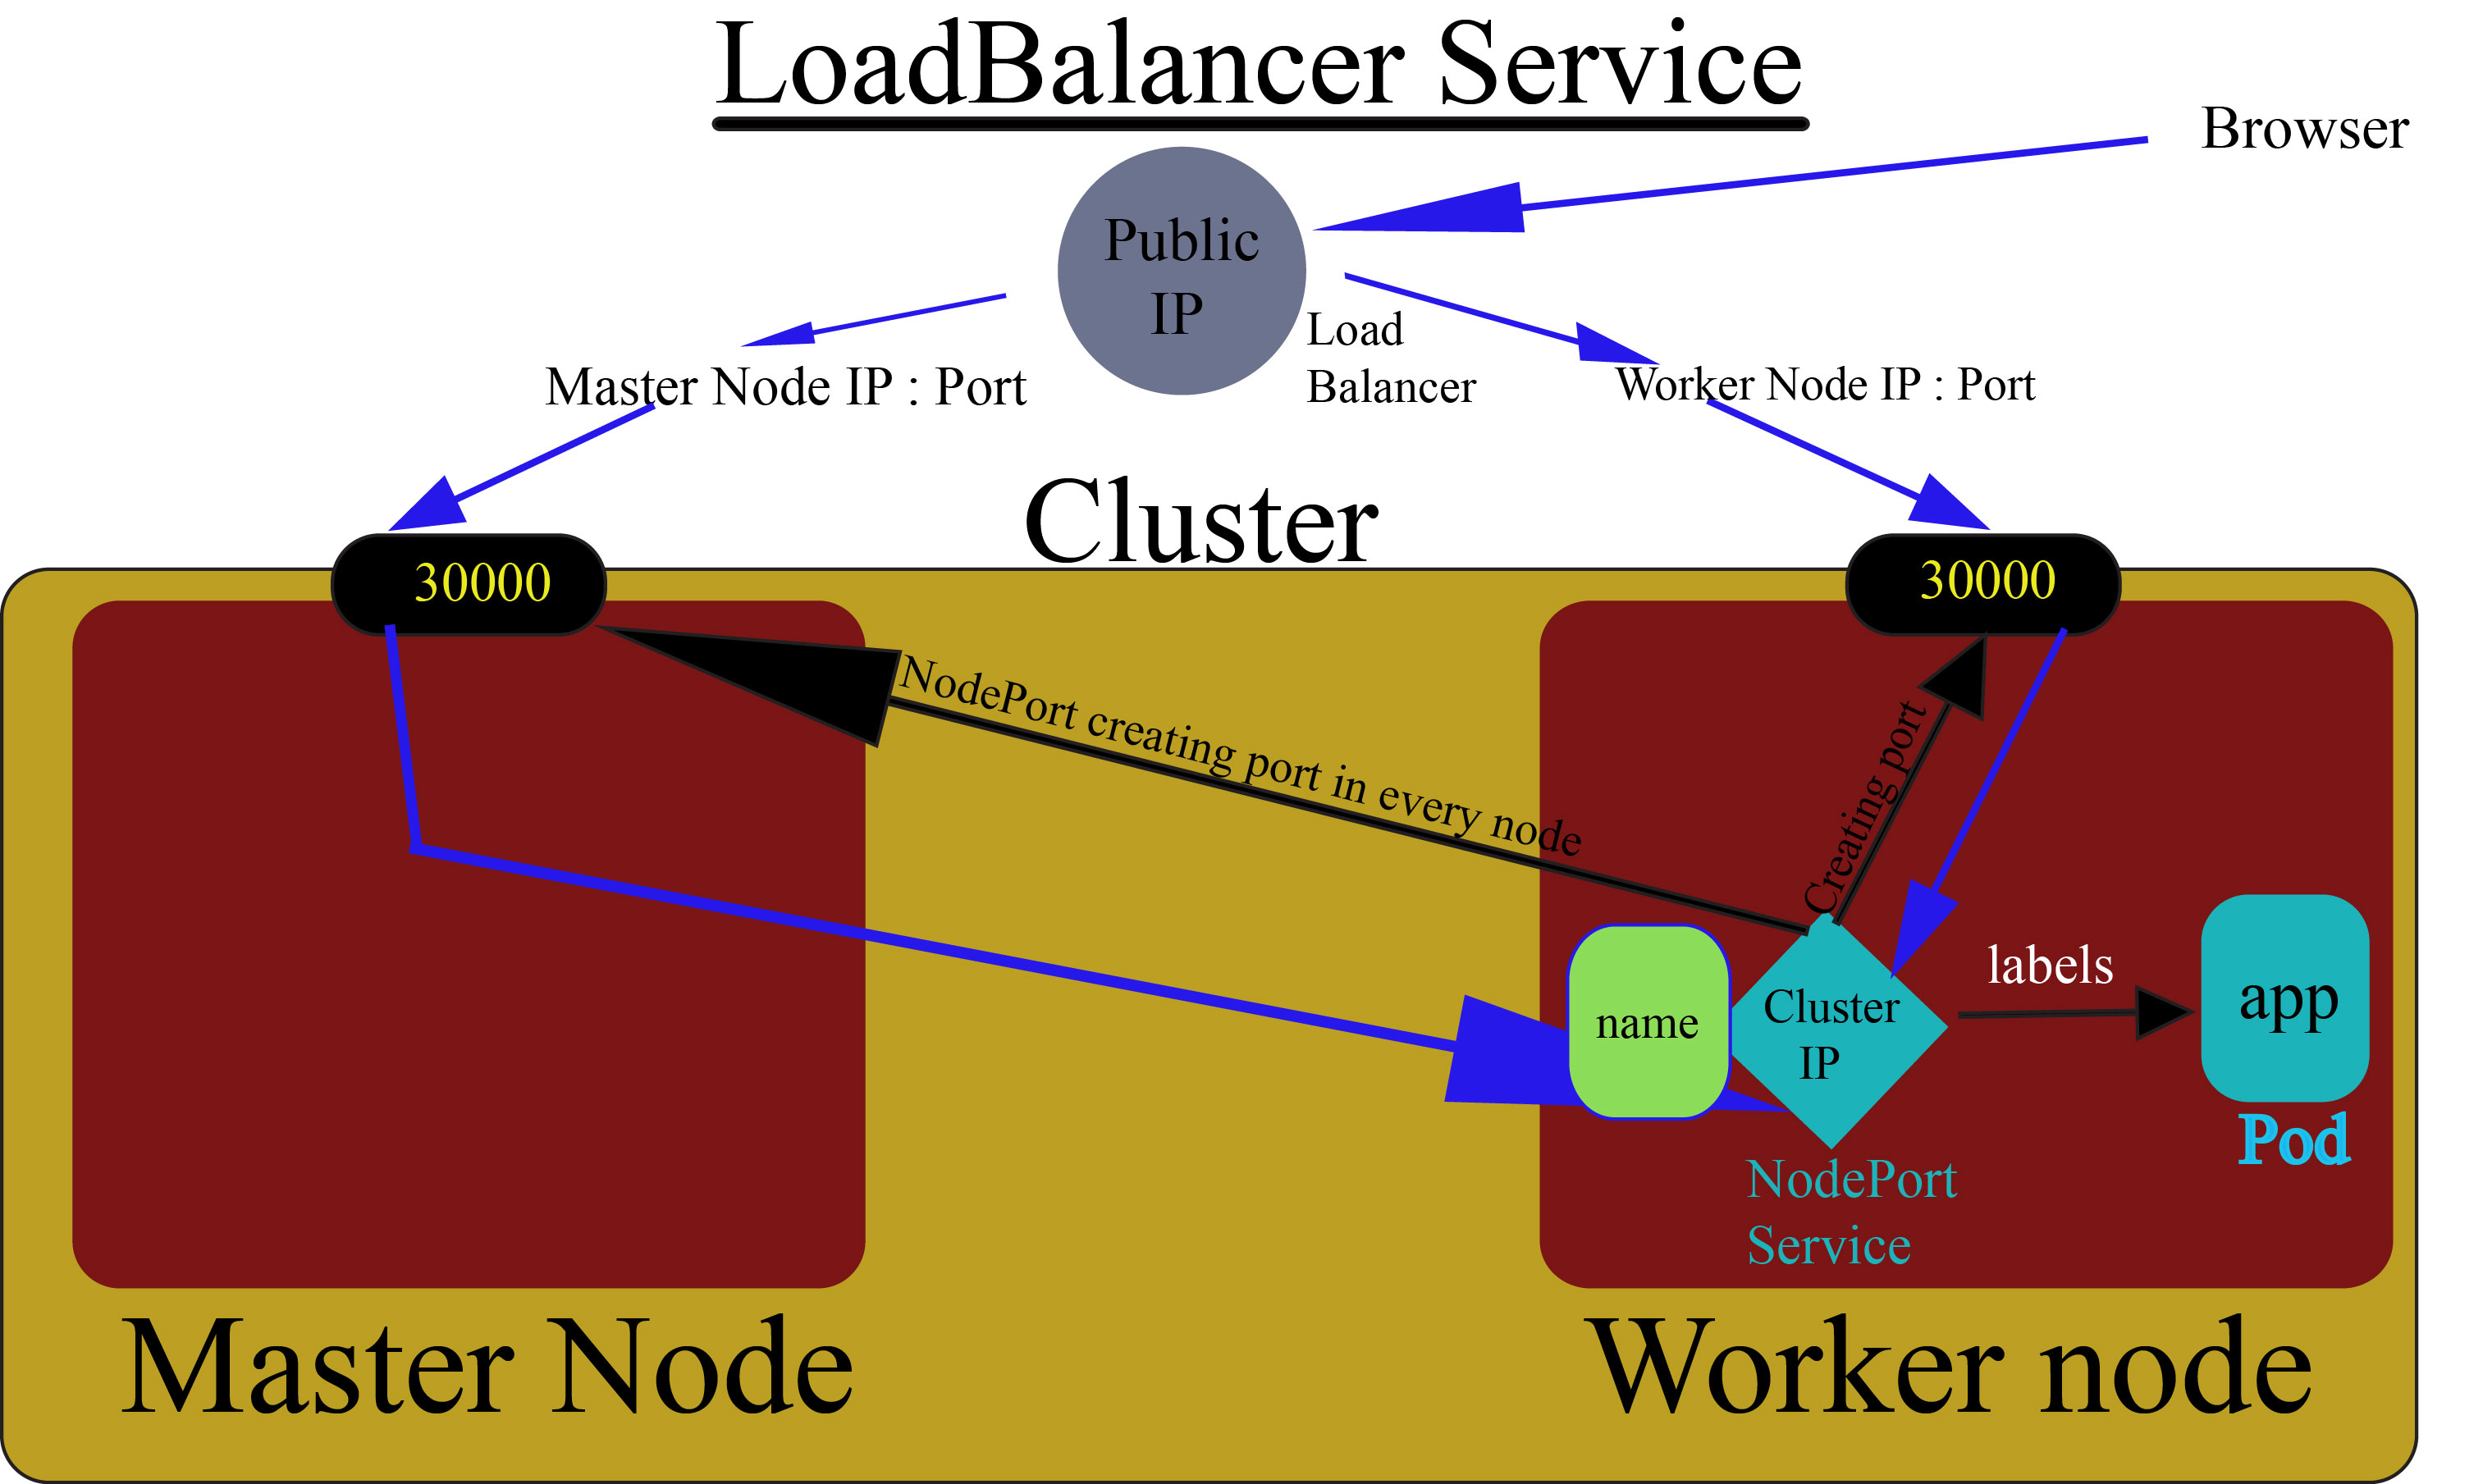 LoadBalancer Service
Browser
Public
IP
Load
Balancer
Master Node IP : Port
Worker Node IP : Port
Cluster
30000
30000
NodePort creating port in every node
Creating port
labels
name
Cluster
IP
app
Pod
NodePort
Service
Master Node
Worker node